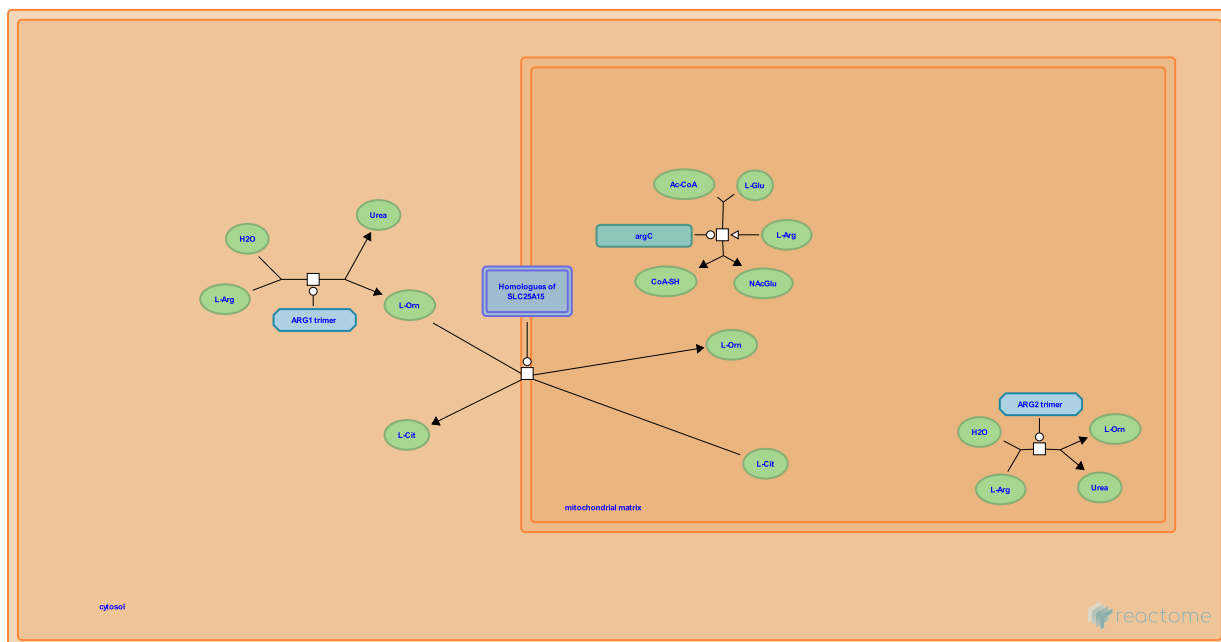 Ac-CoA
L-Glu
Urea
H2O
argC
L-Arg
L-Arg
CoA-SH
NAcGlu
Homologues of
SLC25A15
L-Orn
ARG1 trimer
L-Orn
ARG2 trimer
L-Cit
H2O
L-Orn
L-Cit
L-Arg
Urea
mitochondrial matrix
cytosol
reactome